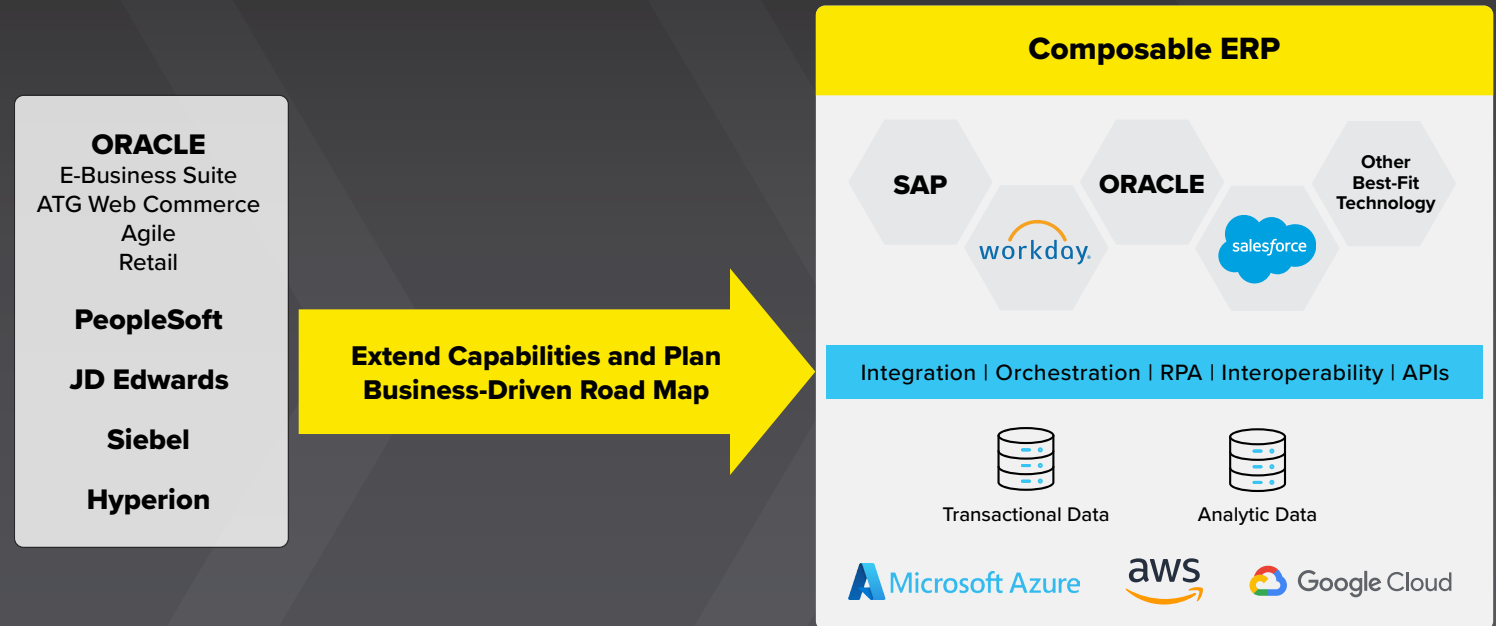 ORACLE
E-Business Suite
ATG Web Commerce
Agile
Retail
PeopleSoft
JD Edwards
Siebel
Hyperion
Extend Capabilities and Plan
Business-Driven Road Map
Composable ERP
SAP
workday.
ORACLE
salesforce
Other
Best-Fit
Technology
Integration | Orchestration | RPA | Interoperability | APIs
Transactional Data
Analytic Data
Microsoft Azure
aws
Google Cloud